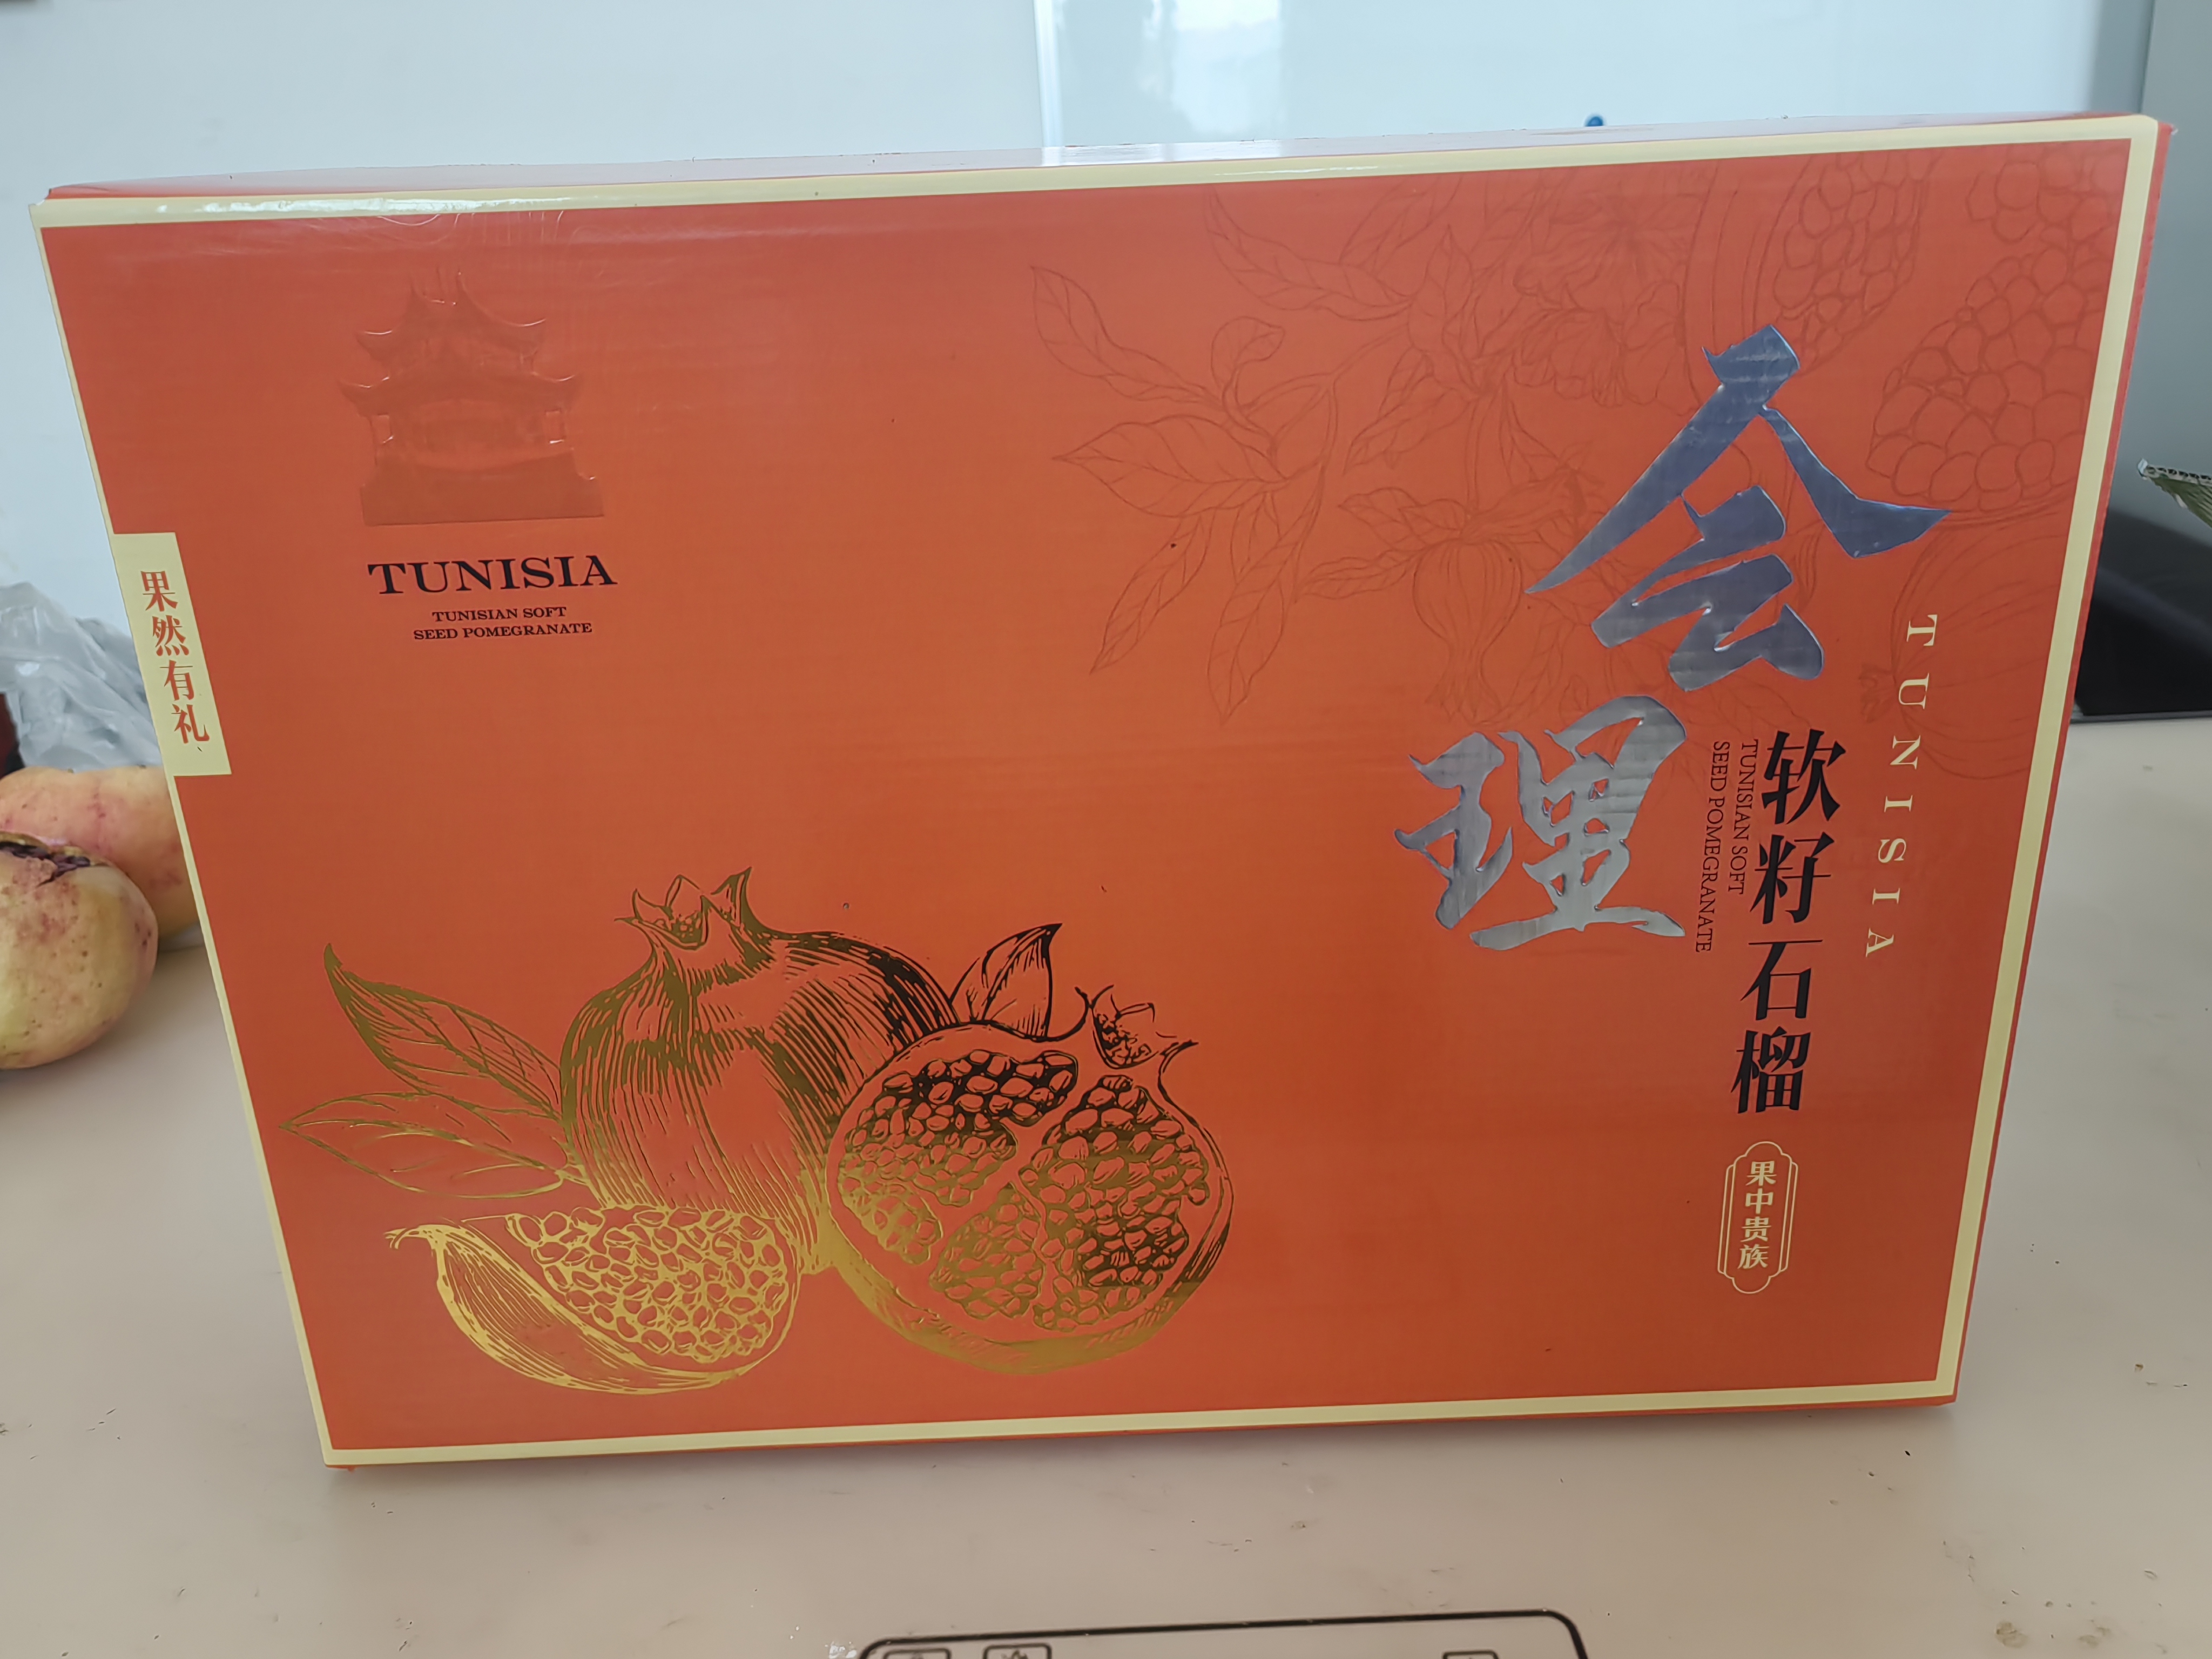 果然有礼
TUNISIA
TUNISIAN SOFT
SEED POMEGRANATE
会理
TUNISIA
软籽石榴
TUNISIAN SOFT
SEED POMEGRANATE
果中贵族